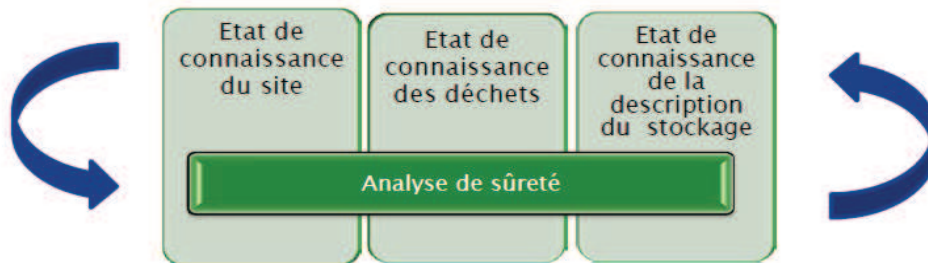 Etat de
connaissance
du site
Etat de
connaissance
des déchets
Etat de
connaissance
de la
description
du stockage
Analyse de sûreté